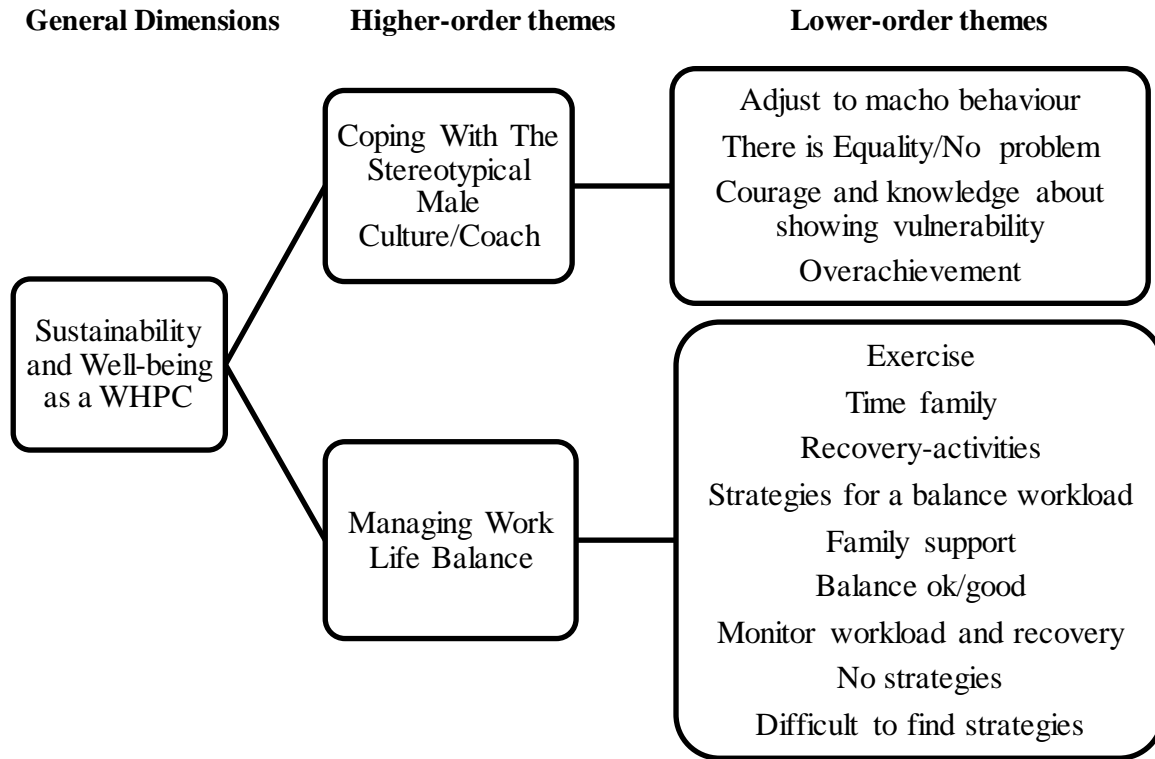 General Dimensions
Higher-order themes
Lower-order themes
Sustainability
and Well-being
as a WHPC
Coping With The
Stereotypical
Male
Culture/Coach
Adjust to macho behaviour
There is Equality/No problem
Courage and knowledge about
showing vulnerability
Overachievement
Managing Work
Life Balance
Exercise
Time family
Recovery-activities
Strategies for a balance workload
Family support
Balance ok/good
Monitor workload and recovery
No strategies
Difficult to find strategies